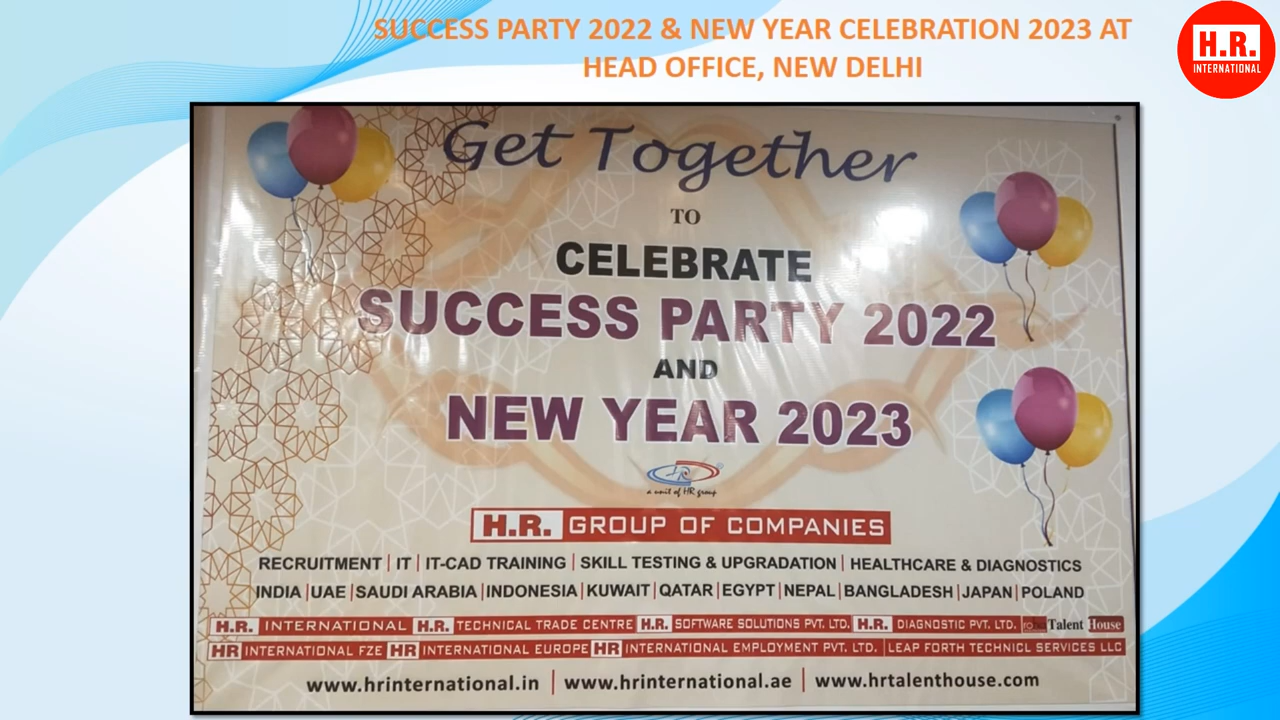 SUCCESS PARTY 2022 & NEW YEAR CELEBRATION 2023 AT
HEAD OFFICE, NEW DELHI
H.R.
INTERNATIONAL
Get Together
TO
CELEBRATE
SUCCESS PARTY 2022
AND
NEW YEAR 2023
a unit of HR group
H.R. GROUP OF COMPANIES
RECRUITMENT | IT | IT-CAD TRAINING | SKILL TESTING & UPGRADATION | HEALTHCARE & DIAGNOSTICS
INDIA | UAE | SAUDI ARABIA | INDONESIA | KUWAIT | QATAR | EGYPT | NEPAL | BANGLADESH | JAPAN | POLAND
H.R. INTERNATIONAL H.R. TECHNICAL TRADE CENTRE H.R. SOFTWARE SOLUTIONS PVT. LTD. H.R. DIAGNOSTIC PVT. LTD. Talent House
HR INTERNATIONAL FZE HR INTERNATIONAL EUROPE HR INTERNATIONAL EMPLOYMENT PVT. LTD. | LEAP FORTH TECHNICL SERVICES LLC
www.hrinternational.in | www.hrinternational.ae | www.hrtalenthouse.com